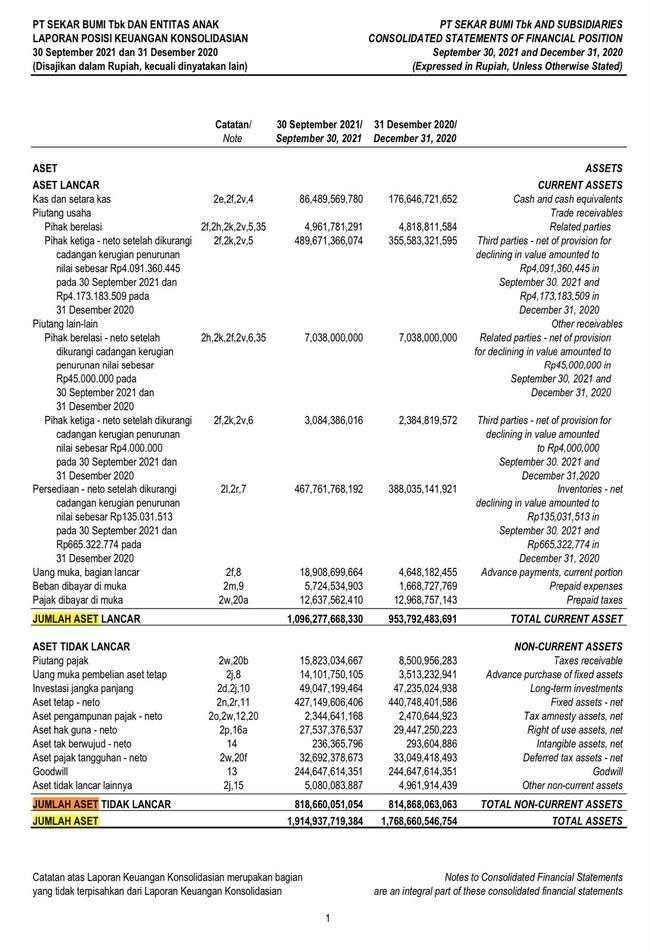 PT SEKAR BUMI Tbk DAN ENTITAS ANAK PT SEKAR BUMI Tbk AND SUBSIDIARIES
LAPORAN POSISI KEUANGAN KONSOLIDASIAN CONSOLIDATED STATEMENTS OF FINANCIAL POSITION
30 September 2021 dan 31 Desember 2020 September 30, 2021 and December 31, 2020
(Disajikan dalam Rupiah, kecuali dinyatakan lain) (Expressed in Rupiah, Unless Otherwise Stated)
Catatan/ 30 September 2021/ 31 Desember 2020/
Note September 30, 2021 December 31, 2020
ASET ASSETS
ASET LANCAR CURRENT ASSETS
Kas dan setara kas 2e,2f,2v,4 86,489,569,780 176,646,721,652 Cash and cash equivalents
Piutang usaha Trade receivables
Pihak berelasi 2f,2h,2k,2v,5,35 4,961,781,291 4,818,811,584 Related parties
Pihak ketiga - neto setelah dikurangi 2f,2k,2v,5 489,671,366,074 355,583,321,595 Third parties - net of provision for
cadangan kerugian penurunan declining in value amounted to
nilai sebesar Rp4.091.360.445 Rp4,091,360,445 in
pada 30 September 2021 dan September 30. 2021 and
Rp4.173.183.509 pada Rp4,173,183,509 in
31 Desember 2020 December 31, 2020
Piutang lain-lain Other receivables
Pihak berelasi - neto setelah 2h,2k,2f,2v,6,35 7,038,000,000 7,038,000,000 Related parties - net of provision
dikurangi cadangan kerugian for declining in value amounted to
penurunan nilai sebesar Rp45,000,000 in
Rp45.000.000 pada September 30, 2021 and
30 September 2021 dan December 31, 2020
31 Desember 2020
Pihak ketiga - neto setelah dikurangi 2f,2k,2v,6 3,084,386,016 2,384,819,572 Third parties - net of provision for
cadangan kerugian penurunan declining in value amounted
nilai sebesar Rp4.000.000 to Rp4,000,000
pada 30 September 2021 dan September 30. 2021 and
31 Desember 2020 December 31,2020
Persediaan - neto setelah dikurangi 2l,2r,7 467,761,768,192 388,035,141,921 Inventories - net
cadangan kerugian penurunan declining in value amounted to
nilai sebesar Rp135.031.513 Rp135,031,513 in
pada 30 September 2021 dan September 30. 2021 and
Rp665.322.774 pada Rp665,322,774 in
31 Desember 2020 December 31, 2020
Uang muka, bagian lancar 2f,8 18,908,699,664 4,648,182,455 Advance payments, current portion
Beban dibayar di muka 2m,9 5,724,534,903 1,668,727,769 Prepaid expenses
Pajak dibayar di muka 2w,20a 12,637,562,410 12,968,757,143 Prepaid taxes
JUMLAH ASET LANCAR 1,096,277,668,330 953,792,483,691 TOTAL CURRENT ASSET
ASET TIDAK LANCAR NON-CURRENT ASSETS
Piutang pajak 2w,20b 15,823,034,667 8,500,956,283 Taxes receivable
Uang muka pembelian aset tetap 2j,8 14,101,750,105 3,513,232,941 Advance purchase of fixed assets
Investasi jangka panjang 2d,2j,10 49,047,199,464 47,235,024,938 Long-term investments
Aset tetap - neto 2n,2r,11 427,149,606,406 440,748,401,586 Fixed assets - net
Aset pengampunan pajak - neto 2o,2w,12,20 2,344,641,168 2,470,644,923 Tax amnesty assets, net
Aset hak guna - neto 2p,16a 27,537,376,537 29,447,250,223 Right of use assets, net
Aset tak berwujud - neto 14 236,365,796 293,604,886 Intangible assets, net
Aset pajak tangguhan - neto 2w,20f 32,692,378,673 33,049,418,493 Deferred tax assets - net
Goodwill 13 244,647,614,351 244,647,614,351 Godwill
Aset tidak lancar lainnya 2j,15 5,080,083,887 4,961,914,439 Other non-current assets
JUMLAH ASET TIDAK LANCAR 818,660,051,054 814,868,063,063 TOTAL NON-CURRENT ASSETS
JUMLAH ASET 1,914,937,719,384 1,768,660,546,754 TOTAL ASSETS
Catatan atas Laporan Keuangan Konsolidasian merupakan bagian Notes to Consolidated Financial Statements
yang tidak terpisahkan dari Laporan Keuangan Konsolidasian are an integral part of these consolidated financial statements
1